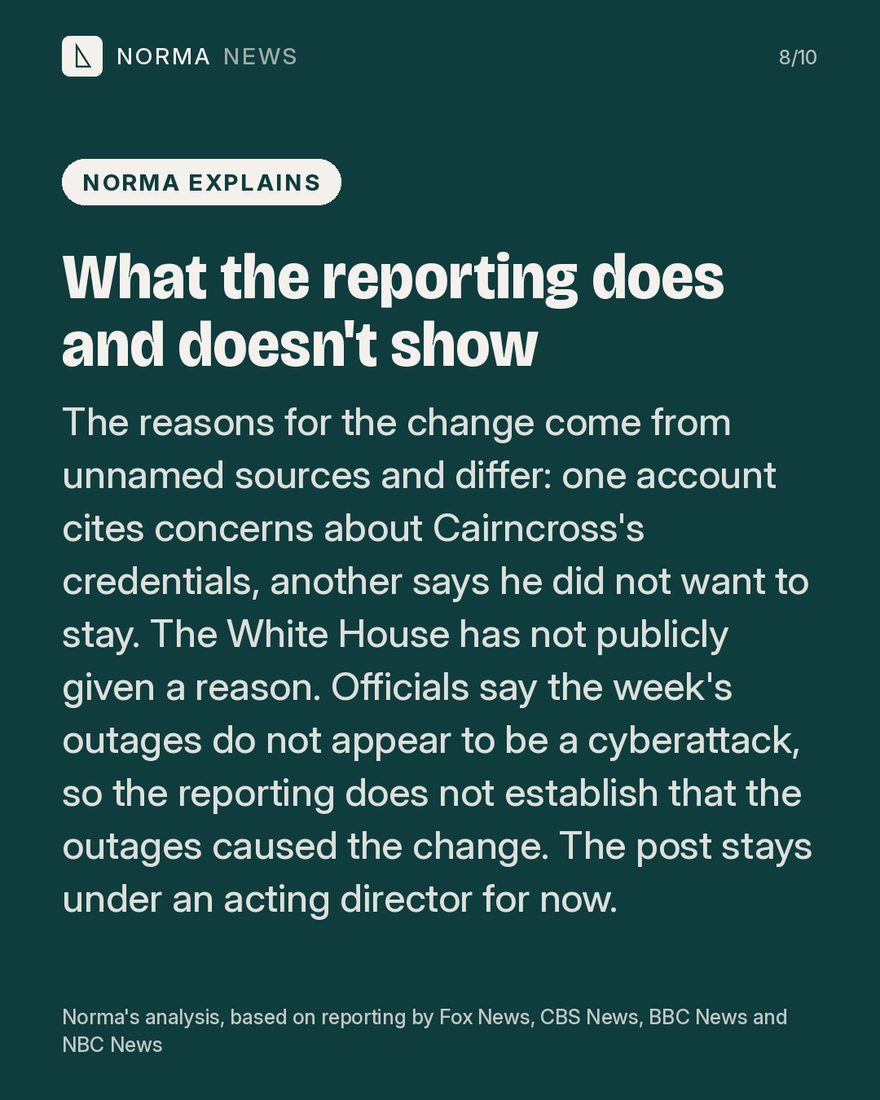 NORMA NEWS
8/10
NORMA EXPLAINS
What the reporting does
and doesn't show
The reasons for the change come from
unnamed sources and differ: one account
cites concerns about Cairncross's
credentials, another says he did not want to
stay. The White House has not publicly
given a reason. Officials say the week's
outages do not appear to be a cyberattack,
so the reporting does not establish that the
outages caused the change. The post stays
under an acting director for now.
Norma's analysis, based on reporting by Fox News, CBS News, BBC News and
NBC News